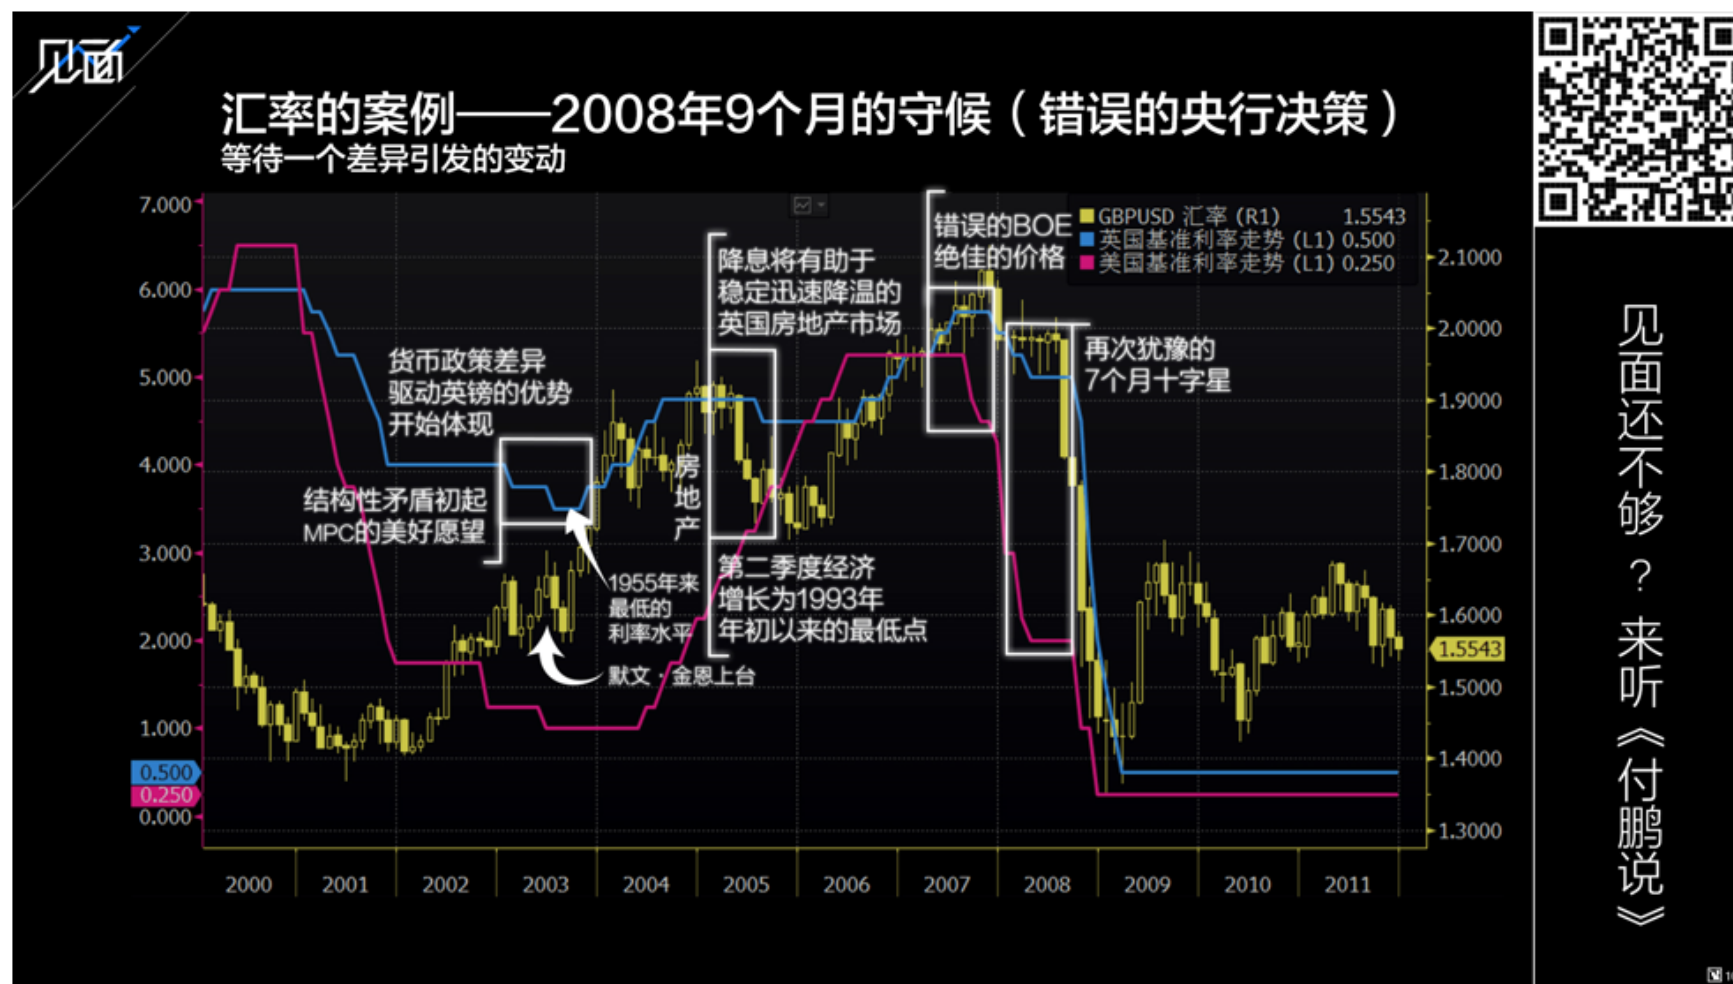 见面
汇率的案例——2008年9个月的守候（错误的央行决策）
等待一个差异引发的变动
7.000
6.000
5.000
4.000
3.000
2.000
1.000
0.500
0.250
0.000
货币政策差异
驱动英镑的优势
开始体现
结构性矛盾初起
MPC的美好愿望
1955年来
最低的
利率水平
默文·金恩上台
降息将有助于
稳定迅速降温的
英国房地产市场
房
地
产
第二季度经济
增长为1993年
年初以来的最低点
错误的BOE
绝佳的价格
再次犹豫的
7个月十字星
GBPUSD 汇率 (R1) 1.5543
英国基准利率走势 (L1) 0.500
美国基准利率走势 (L1) 0.250
2.1000
2.0000
1.9000
1.8000
1.7000
1.6000
1.5543
1.5000
1.4000
1.3000
2000 2001 2002 2003 2004 2005 2006 2007 2008 2009 2010 2011
见面还不够？来听《付鹏说》